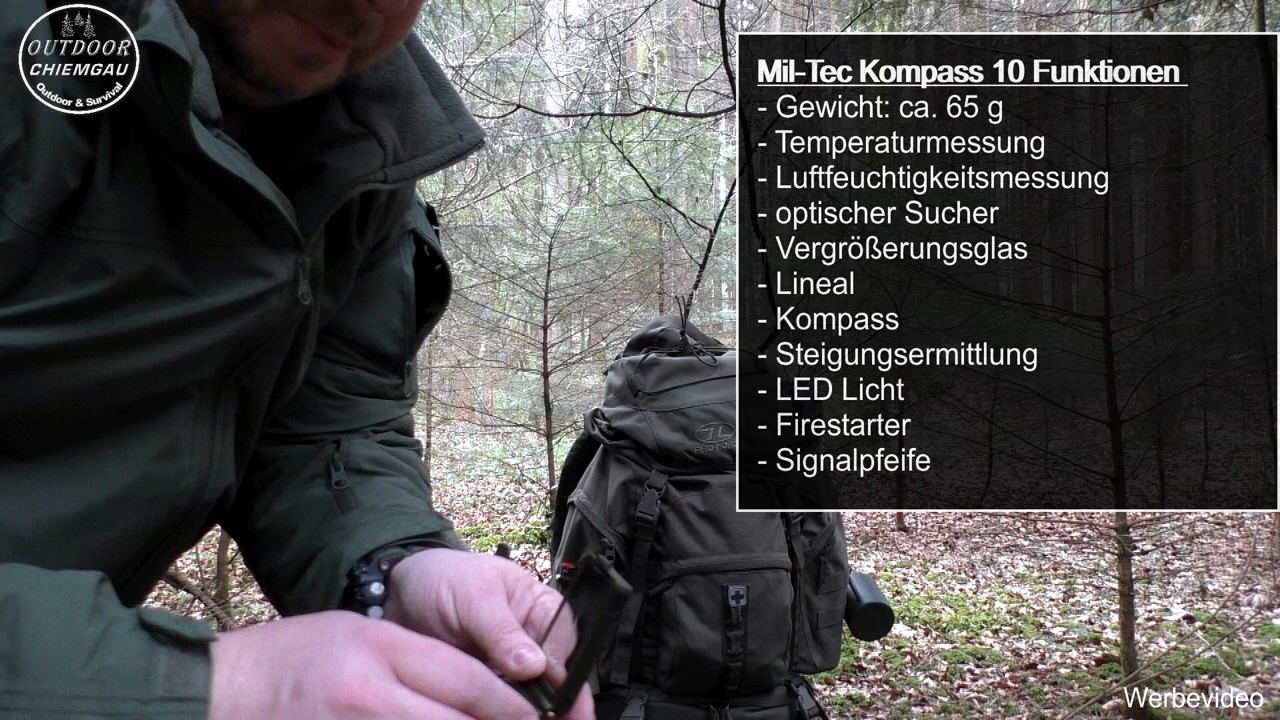 OUTDOOR
CHIEMGAU
Outdoor & Survival
Mil-Tec Kompass 10 Funktionen
- Gewicht: ca. 65 g
- Temperaturmessung
- Luftfeuchtigkeitsmessung
- optischer Sucher
- Vergrößerungsglas
- Lineal
- Kompass
- Steigungsermittlung
- LED Licht
- Firestarter
- Signalpfeife
Werbevideo